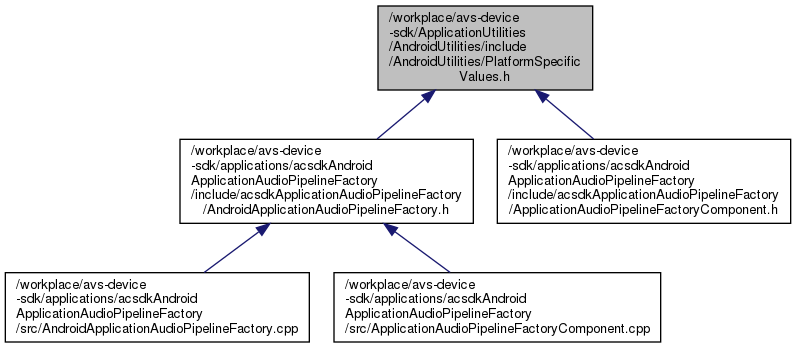 /workplace/avs-device
-sdk/ApplicationUtilities
/AndroidUtilities/include
/AndroidUtilities/PlatformSpecific
Values.h
/workplace/avs-device
-sdk/applications/acsdkAndroid
ApplicationAudioPipelineFactory
/include/acsdkApplicationAudioPipelineFactory
/AndroidApplicationAudioPipelineFactory.h
/workplace/avs-device
-sdk/applications/acsdkAndroid
ApplicationAudioPipelineFactory
/include/acsdkApplicationAudioPipelineFactory
/ApplicationAudioPipelineFactoryComponent.h
/workplace/avs-device
-sdk/applications/acsdkAndroid
ApplicationAudioPipelineFactory
/src/AndroidApplicationAudioPipelineFactory.cpp
/workplace/avs-device
-sdk/applications/acsdkAndroid
ApplicationAudioPipelineFactory
/src/ApplicationAudioPipelineFactoryComponent.cpp